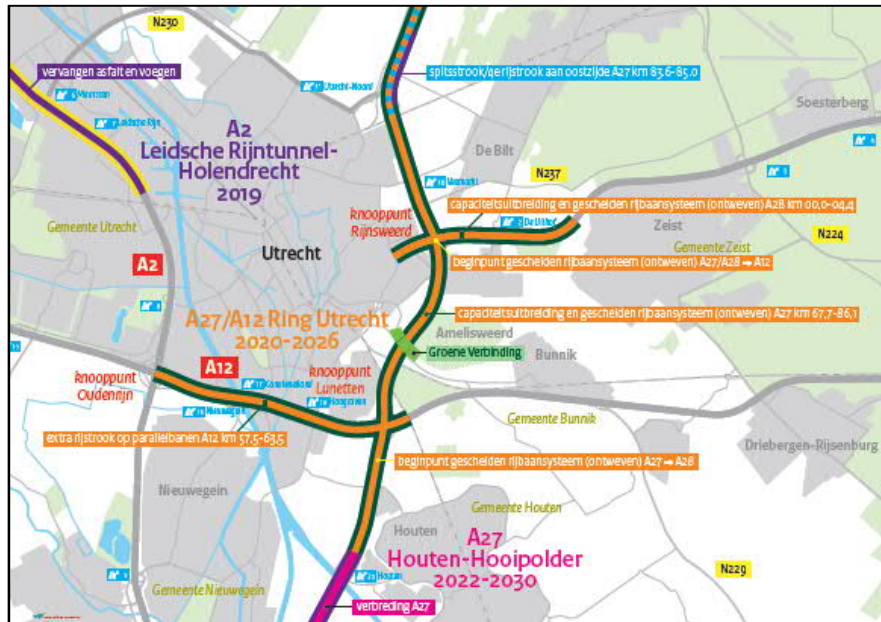 N230
vervangen asfalt en voegen
Utrecht-Noord
spitsstrook/4e rijstrook aan oostzijde A27 km 83,6-85,0
6 Maarssen
7 Leidsche Rijn
Soesterberg
A2
Leidsche Rijntunnel-
Holendrecht
2019
De Bilt
N237
knooppunt
Rijnsweerd
capaciteitsuitbreiding en gescheiden rijbaansysteem (ontweven) A28 km 00,0-04,4
2 De Uithof
Zeist
Gemeente Utrecht
Gemeente Zeist
N224
Utrecht
beginpunt gescheiden rijbaansysteem (ontweven) A27/A28 → A12
A2
A27/A12 Ring Utrecht
2020-2026
capaciteitsuitbreiding en gescheiden rijbaansysteem (ontweven) A27 km 67,7-86,1
Amelisweerd
Groene Verbinding
Bunnik
A12
knooppunt
Lunetten
knooppunt
Oudenrijn
17 Kanaleneiland
Hoograven
Nieuwegein
Gemeente Bunnik
extra rijstrook op parallelbanen A12 km 57,5-63,5
Driebergen-Rijsenburg
beginpunt gescheiden rijbaansysteem (ontweven) A27 → A28
Nieuwegein
Gemeente Houten
Houten
A27
Houten-Hooipolder
2022-2030
N229
Houten
Gemeente Nieuwegein
verbreding A27